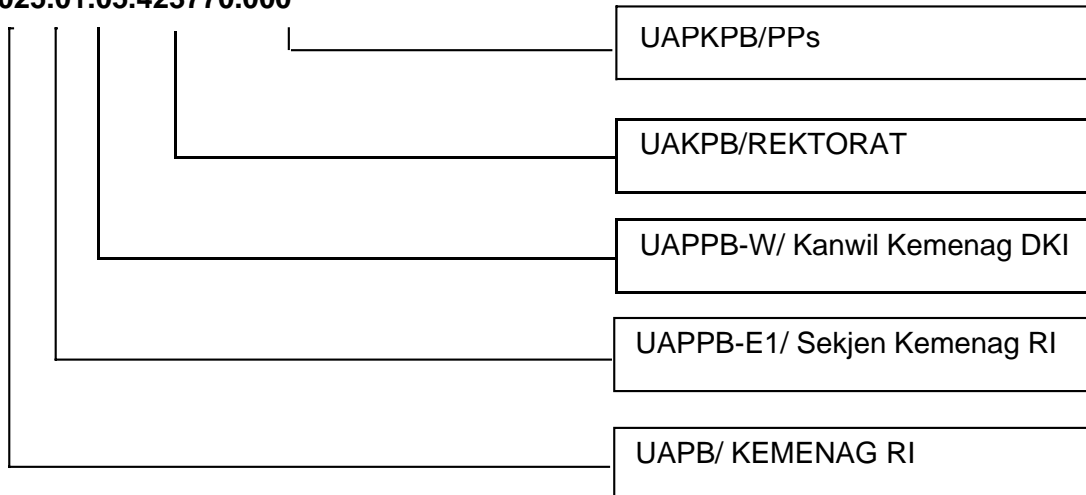 UAPKPB/PPs
UAKPB/REKTORAT
UAPPB-W/ Kanwil Kemenag DKI
UAPPB-E1/ Sekjen Kemenag RI
UAPB/ KEMENAG RI